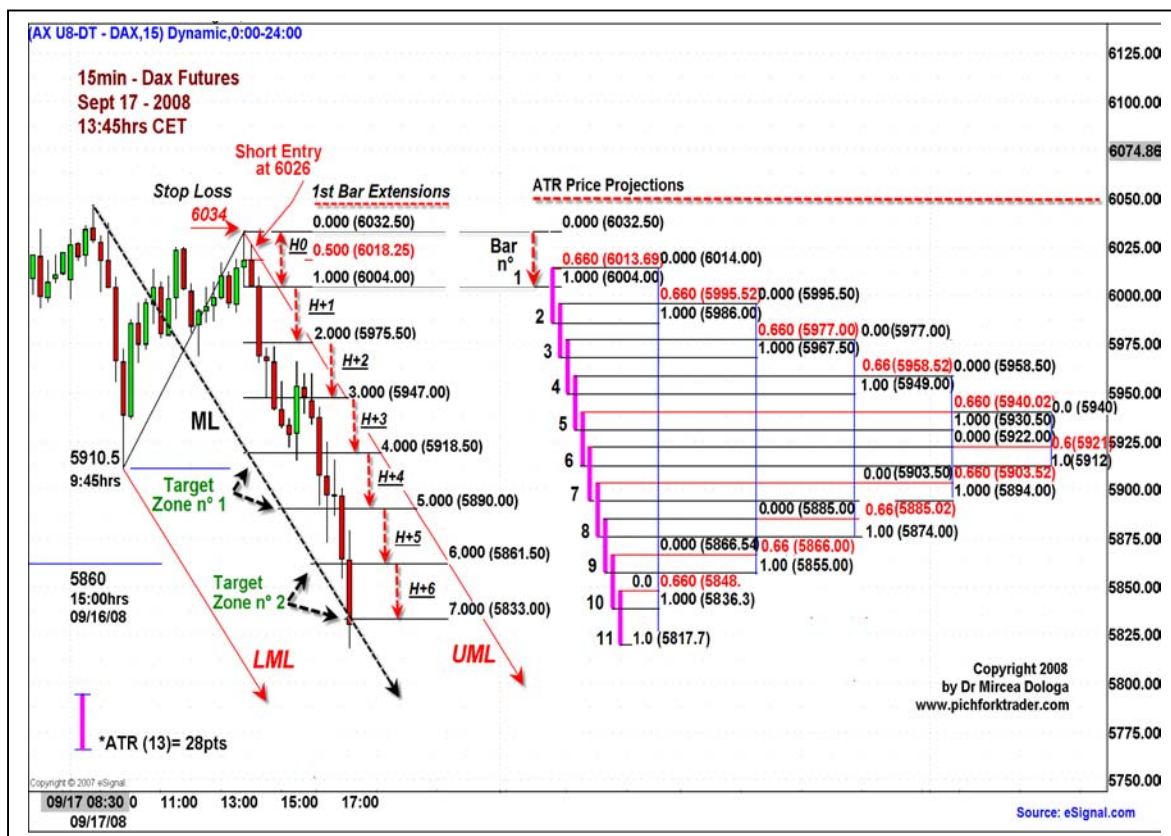 (AX U8-DT - DAX,15) Dynamic,0:00-24:00
15min - Dax Futures
Sept 17 - 2008
13:45hrs CET
Short Entry
at 6026
Stop Loss
6034
1st Bar Extensions
0.000 (6032.50)
H0
0.500 (6018.25)
1.000 (6004.00)
H+1
2.000 (5975.50)
H+2
3.000 (5947.00)
H+3
4.000 (5918.50)
H+4
5.000 (5890.00)
H+5
6.000 (5861.50)
H+6
7.000 (5833.00)
ML
5910.5
9:45hrs
Target
Zone n° 1
5860
15:00hrs
09/16/08
Target
Zone n° 2
LML
UML
*ATR (13)= 28pts
ATR Price Projections
0.000 (6032.50)
Bar
n°
1
0.660 (6013.69)
0.000 (6014.00)
1.000 (6004.00)
0.660 (5995.52)
0.000 (5995.50)
2
1.000 (5986.00)
0.660 (5977.00)
0.00 (5977.00)
3
1.000 (5967.50)
0.66 (5958.52)
0.000 (5958.50)
4
1.00 (5949.00)
0.660 (5940.02)
0.0 (5940)
5
1.000 (5930.50)
0.000 (5922.00)
0.6(5921
6
1.0(5912)
0.00 (5903.50)
0.660 (5903.52)
7
1.000 (5894.00)
0.000 (5885.00)
0.66 (5885.02)
8
1.00 (5874.00)
0.000 (5866.54)
0.66 (5866.00)
9
1.00 (5855.00)
0.0
0.660 (5848.
10
1.000 (5836.3)
11
1.0 (5817.7)
6125.00
6100.00
6074.86
6050.00
6025.00
6000.00
5975.00
5950.00
5925.00
5900.00
5875.00
5850.00
5825.00
5800.00
5775.00
5750.00
Copyright 2008
by Dr Mircea Dologa
www.pichforktrader.com
Copyright © 2007 eSignal
09/17 08:30 0 11:00 13:00 15:00 17:00
09/17/08
Source: eSignal.com